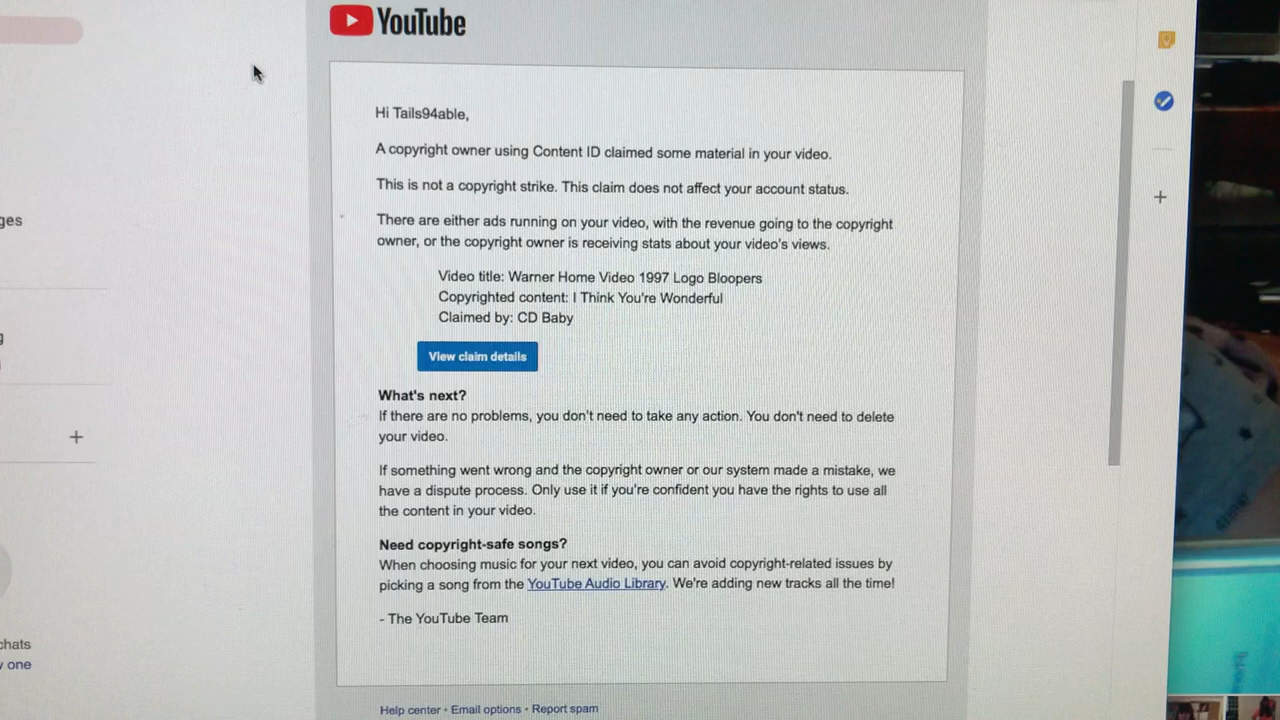 YouTube
Hi Tails94able,
A copyright owner using Content ID claimed some material in your video.
This is not a copyright strike. This claim does not affect your account status.
There are either ads running on your video, with the revenue going to the copyright
owner, or the copyright owner is receiving stats about your video's views.
Video title: Warner Home Video 1997 Logo Bloopers
Copyrighted content: I Think You're Wonderful
Claimed by: CD Baby
View claim details
What's next?
If there are no problems, you don't need to take any action. You don't need to delete
your video.
If something went wrong and the copyright owner or our system made a mistake, we
have a dispute process. Only use it if you're confident you have the rights to use all
the content in your video.
Need copyright-safe songs?
When choosing music for your next video, you can avoid copyright-related issues by
picking a song from the YouTube Audio Library. We're adding new tracks all the time!
- The YouTube Team
Help center • Email options • Report spam
ges
g
chats
one